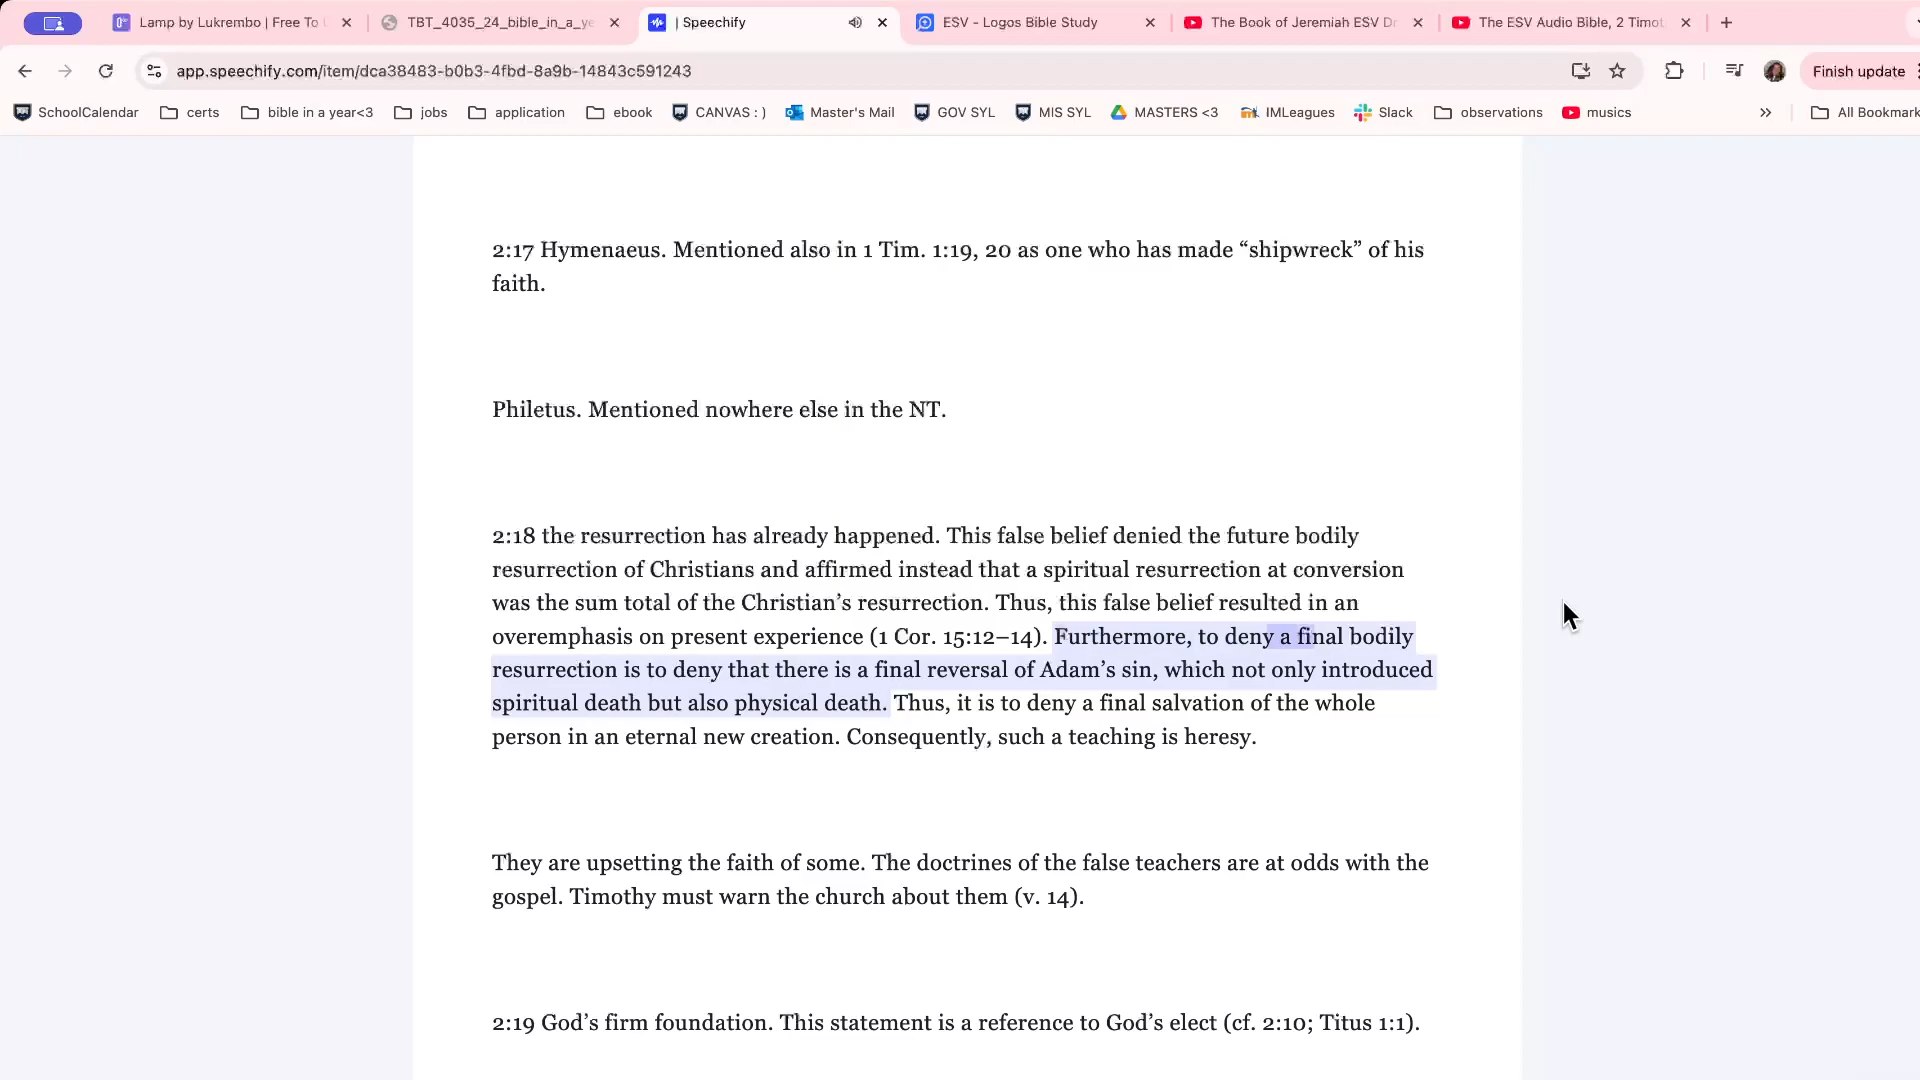 Lamp by Lukrembo | Free To
TBT_4035_24_bible_in_a_ye
| Speechify
ESV - Logos Bible Study
The Book of Jeremiah ESV Dr
The ESV Audio Bible, 2 Timot
app.speechify.com/item/dca38483-b0b3-4fbd-8a9b-14843c591243
Finish update
SchoolCalendar
certs
bible in a year<3
jobs
application
ebook
CANVAS : )
Master's Mail
GOV SYL
MIS SYL
MASTERS <3
IMLeagues
Slack
observations
musics
All Bookmark
2:17 Hymenaeus. Mentioned also in 1 Tim. 1:19, 20 as one who has made “shipwreck” of his
faith.
Philetus. Mentioned nowhere else in the NT.
2:18 the resurrection has already happened. This false belief denied the future bodily
resurrection of Christians and affirmed instead that a spiritual resurrection at conversion
was the sum total of the Christian’s resurrection. Thus, this false belief resulted in an
overemphasis on present experience (1 Cor. 15:12–14). Furthermore, to deny a final bodily
resurrection is to deny that there is a final reversal of Adam’s sin, which not only introduced
spiritual death but also physical death. Thus, it is to deny a final salvation of the whole
person in an eternal new creation. Consequently, such a teaching is heresy.
They are upsetting the faith of some. The doctrines of the false teachers are at odds with the
gospel. Timothy must warn the church about them (v. 14).
2:19 God’s firm foundation. This statement is a reference to God’s elect (cf. 2:10; Titus 1:1).